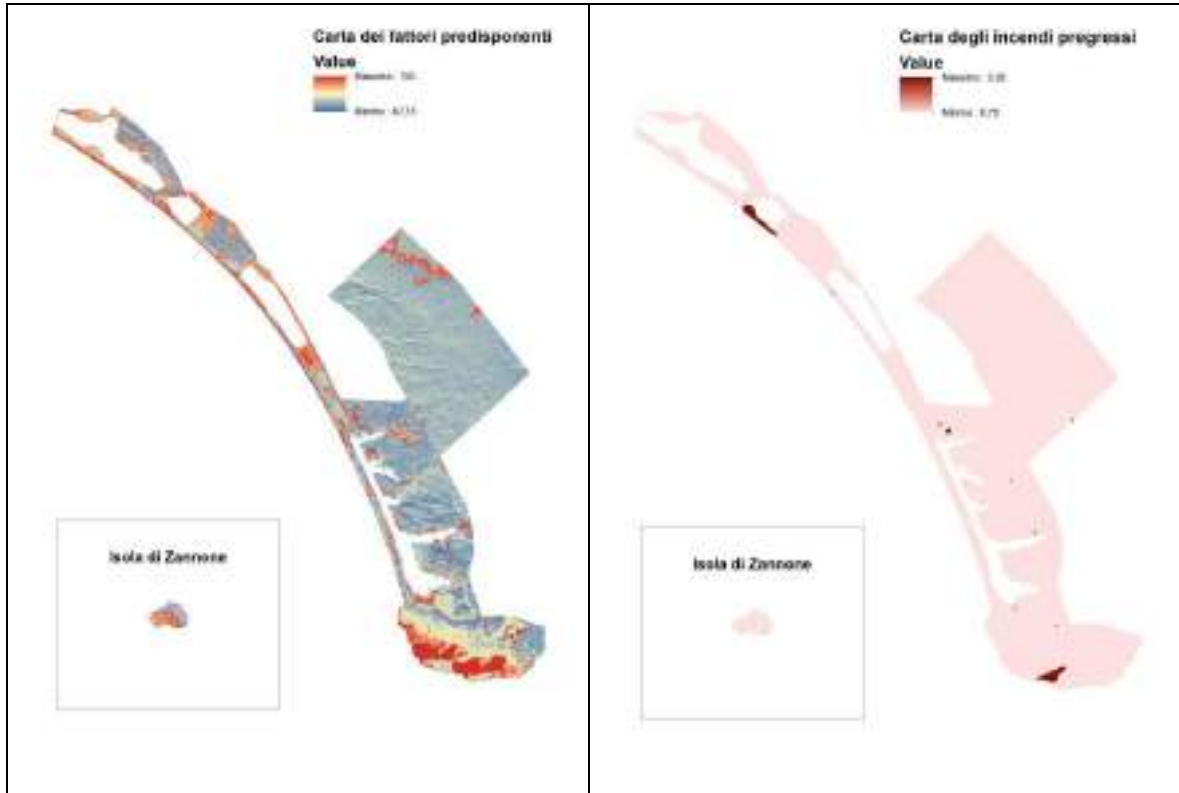 Carta dei fattori predisponenti
Value
Isola di Zannone
Carta degli incendi pregressi
Value
Isola di Zannone